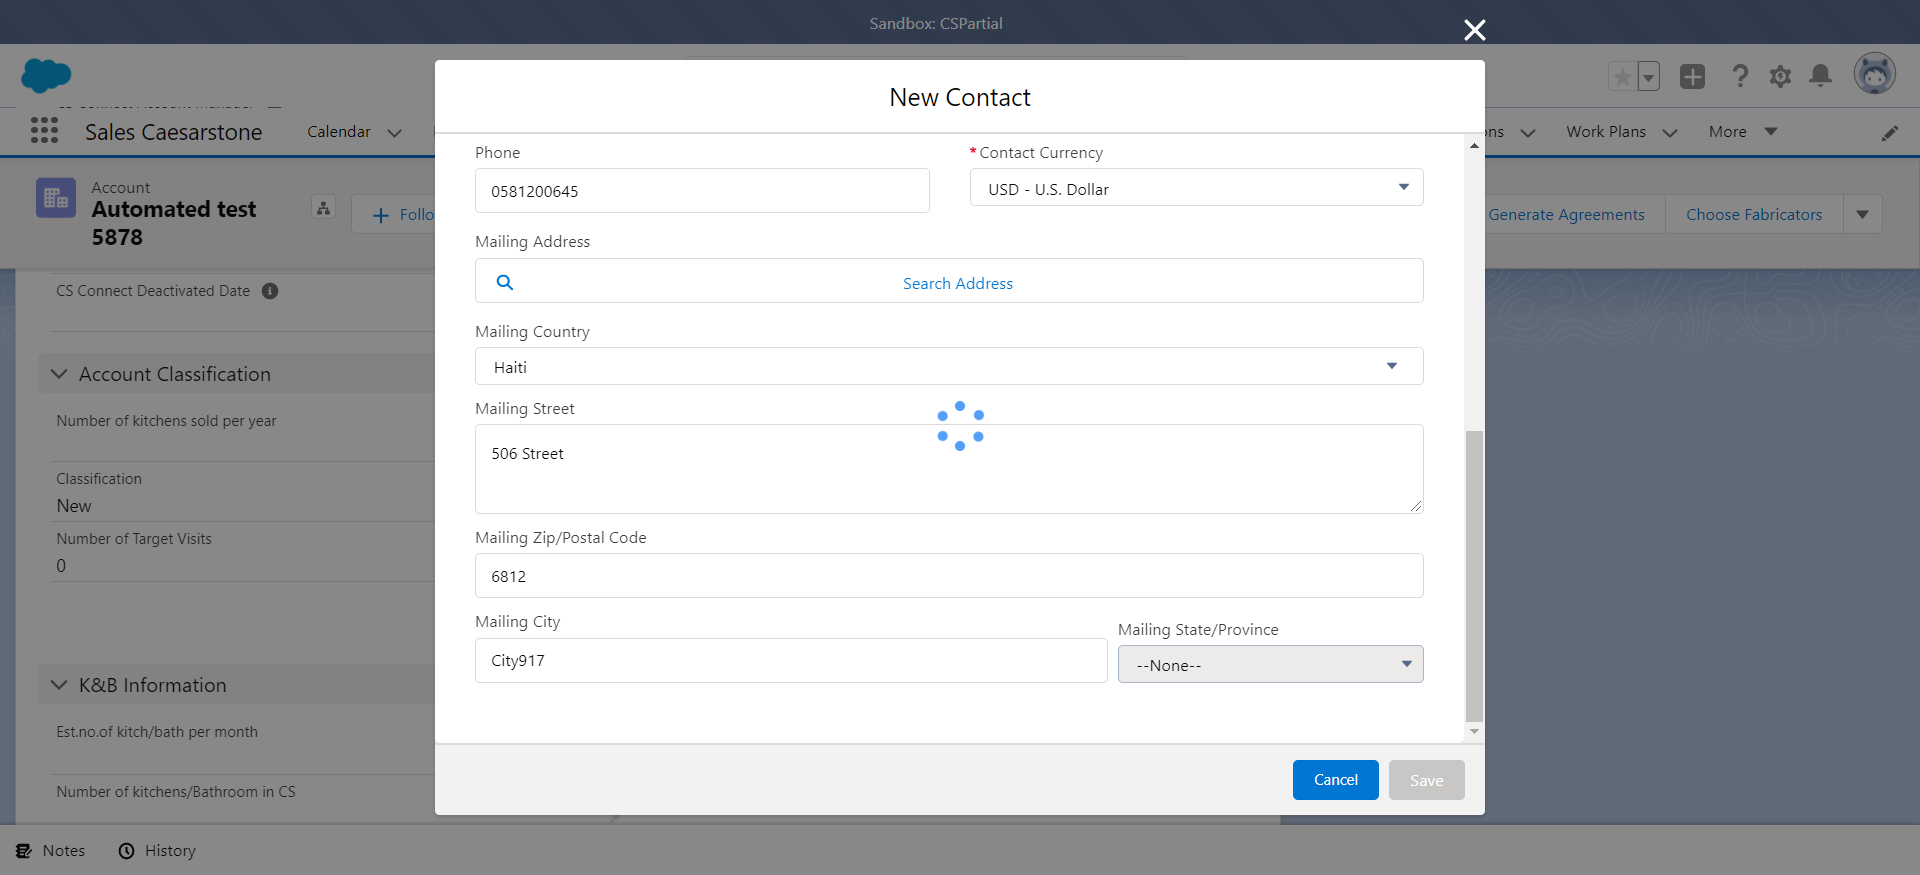 Sandbox: CSPartial
Sales Caesarstone
Calendar
Work Plans
More
Account
Automated test
5878
Generate Agreements
Choose Fabricators
CS Connect Deactivated Date
Account Classification
Number of kitchens sold per year
Classification
New
Number of Target Visits
0
K&B Information
Est.no.of kitch/bath per month
Number of kitchens/Bathroom in CS
New Contact
Phone
0581200645
*Contact Currency
USD - U.S. Dollar
Mailing Address
Search Address
Mailing Country
Haiti
Mailing Street
506 Street
Mailing Zip/Postal Code
6812
Mailing City
City917
Mailing State/Province
--None--
Cancel
Save
Notes
History